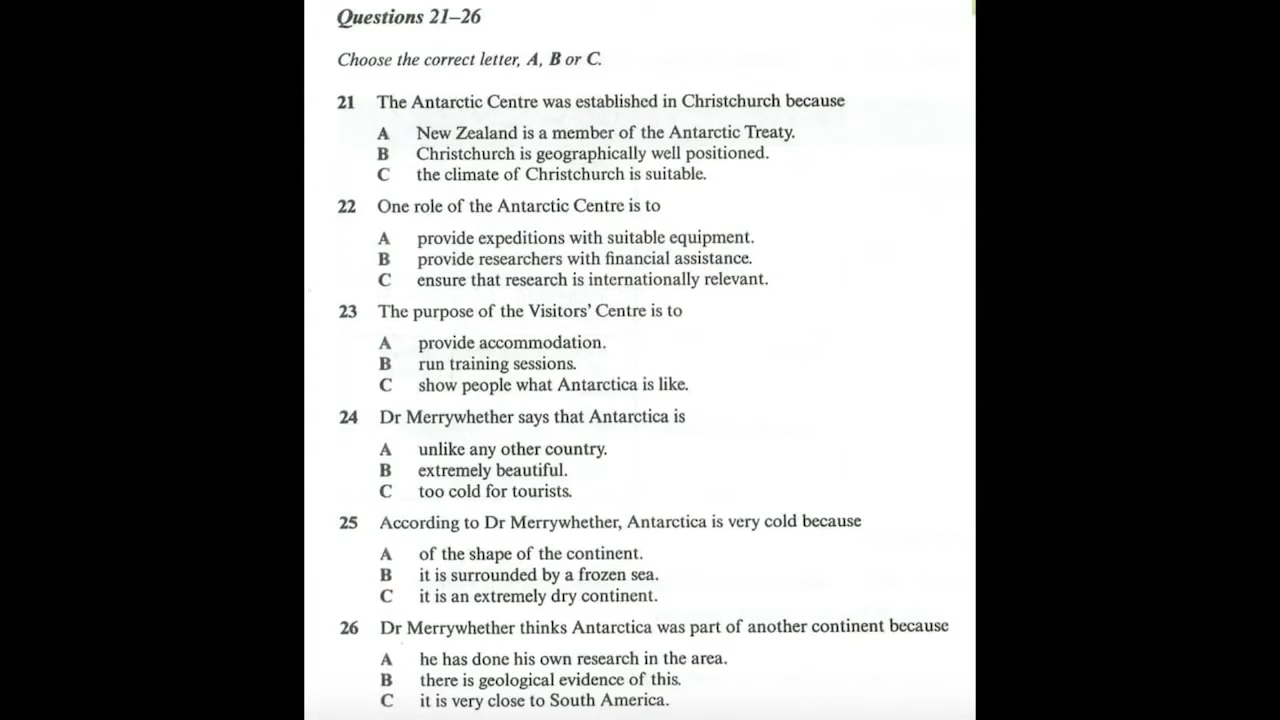 Questions 21–26
Choose the correct letter, A, B or C.
21 The Antarctic Centre was established in Christchurch because
A New Zealand is a member of the Antarctic Treaty.
B Christchurch is geographically well positioned.
C the climate of Christchurch is suitable.
22 One role of the Antarctic Centre is to
A provide expeditions with suitable equipment.
B provide researchers with financial assistance.
C ensure that research is internationally relevant.
23 The purpose of the Visitors' Centre is to
A provide accommodation.
B run training sessions.
C show people what Antarctica is like.
24 Dr Merrywhether says that Antarctica is
A unlike any other country.
B extremely beautiful.
C too cold for tourists.
25 According to Dr Merrywhether, Antarctica is very cold because
A of the shape of the continent.
B it is surrounded by a frozen sea.
C it is an extremely dry continent.
26 Dr Merrywhether thinks Antarctica was part of another continent because
A he has done his own research in the area.
B there is geological evidence of this.
C it is very close to South America.